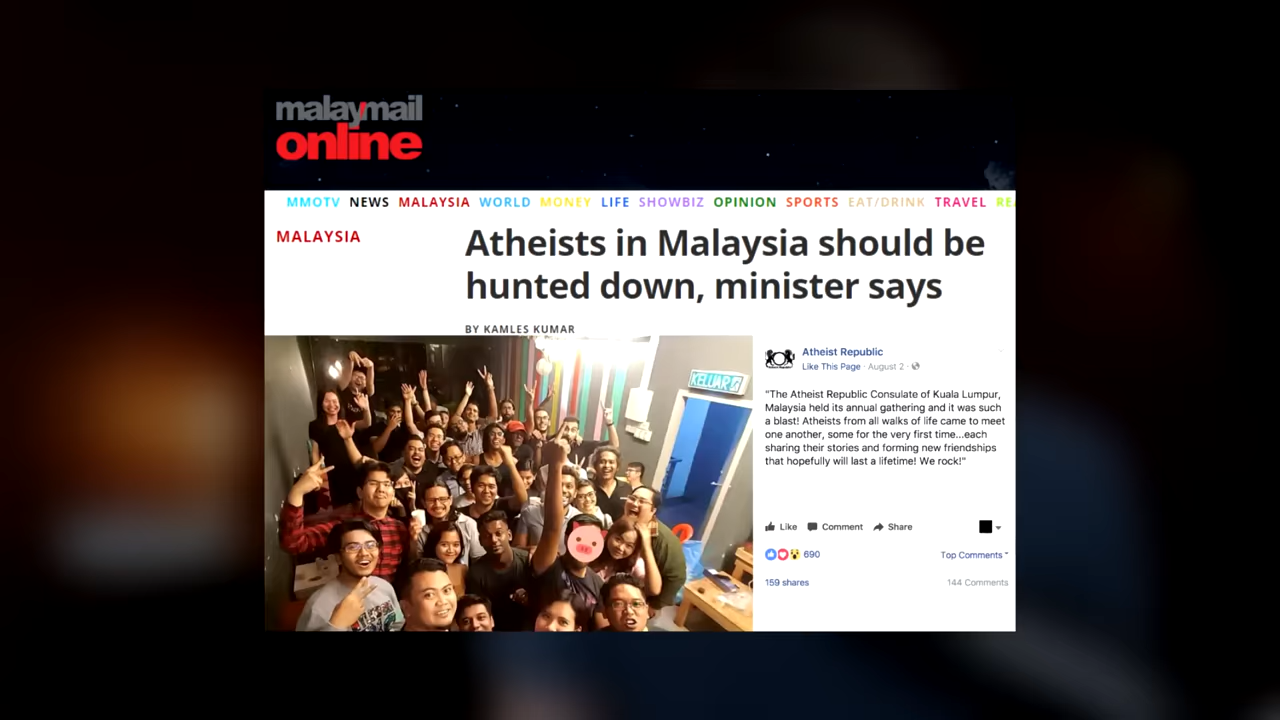 malaymail
online
MMOTV NEWS MALAYSIA WORLD MONEY LIFE SHOWBIZ OPINION SPORTS EAT/DRINK TRAVEL
MALAYSIA
Atheists in Malaysia should be
hunted down, minister says
BY KAMLES KUMAR
KELUAR
Atheist Republic
Like This Page · August 2 ·
"The Atheist Republic Consulate of Kuala Lumpur,
Malaysia held its annual gathering and it was such
a blast! Atheists from all walks of life came to meet
one another, some for the very first time...each
sharing their stories and forming new friendships
that hopefully will last a lifetime! We rock!"
Like Comment Share
690
Top Comments
159 shares
144 Comments